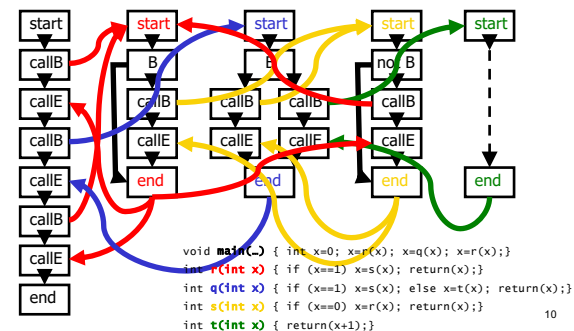 start start start start start
callB B B not B
callE callB callB callB callB
callB callE callE callE callE
callE end end end end
callB
callE
end
void main(…) { int x=0; x=r(x); x=q(x); x=r(x);}
int r(int x) { if (x==1) x=s(x); return(x);}
int q(int x) { if (x==1) x=s(x); else x=t(x); return(x);}
int s(int x) { if (x==0) x=r(x); return(x);}
int t(int x) { return(x+1);}
10